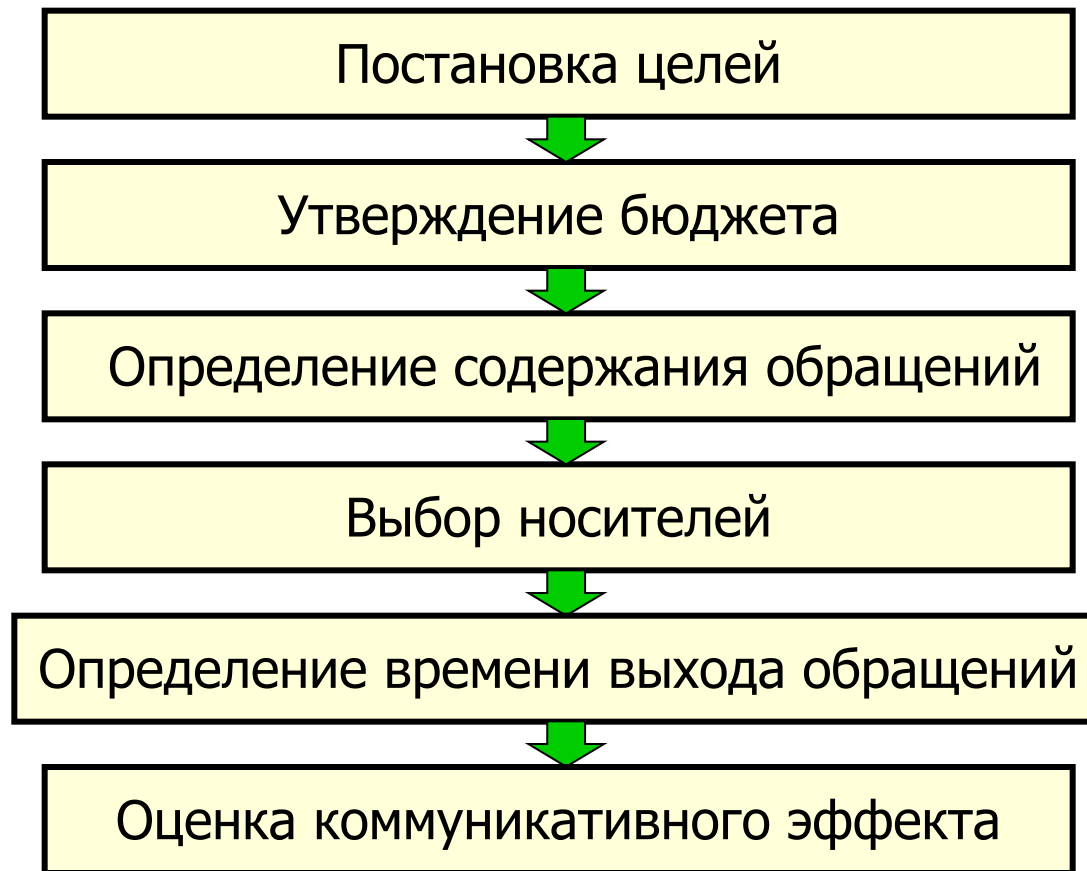 Постановка целей
Утверждение бюджета
Определение содержания обращений
Выбор носителей
Определение времени выхода обращений
Оценка коммуникативного эффекта